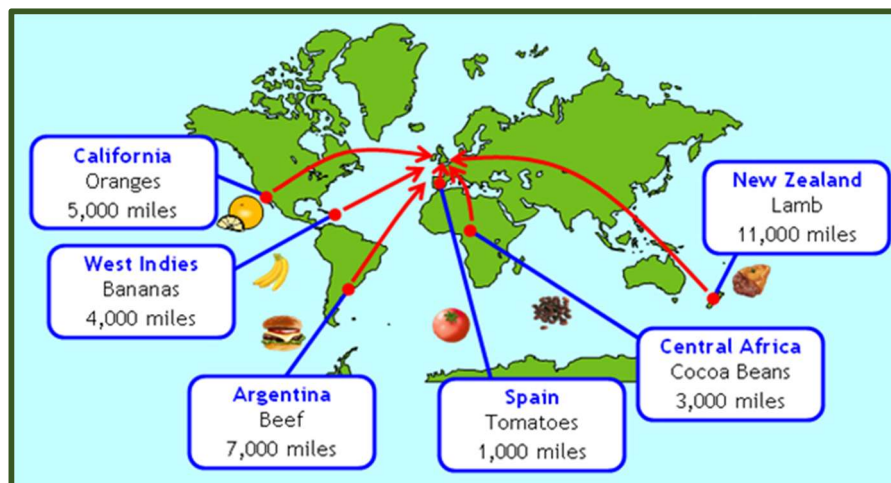 California
Oranges
5,000 miles
West Indies
Bananas
4,000 miles
Argentina
Beef
7,000 miles
Spain
Tomatoes
1,000 miles
Central Africa
Cocoa Beans
3,000 miles
New Zealand
Lamb
11,000 miles